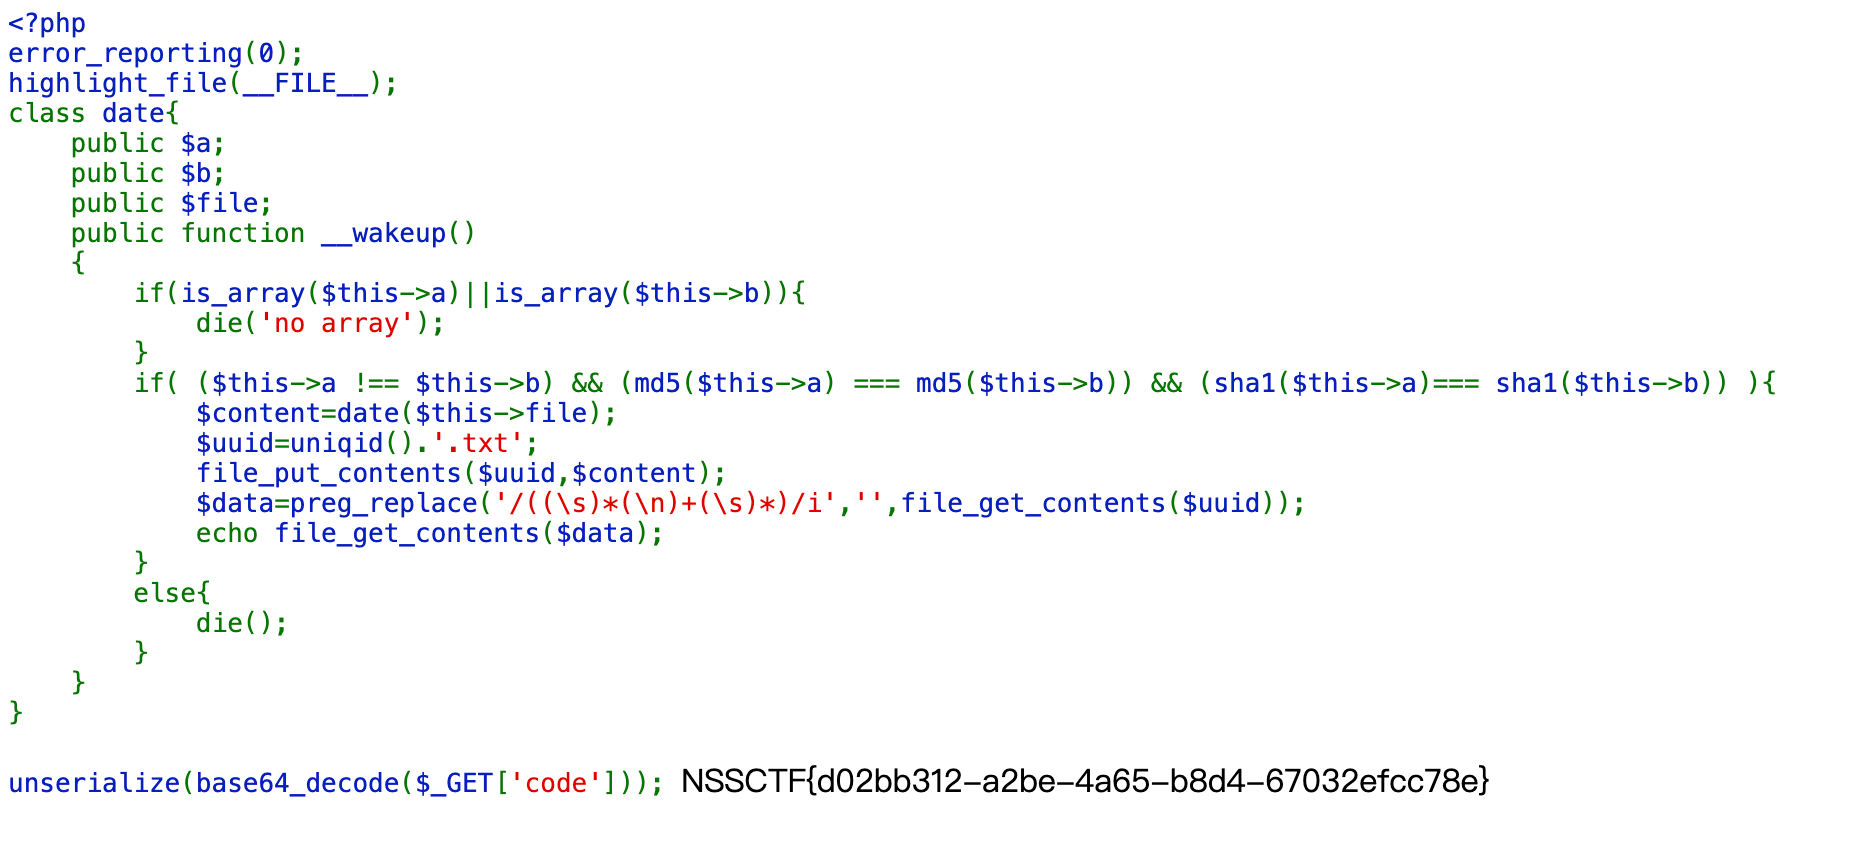 <?php
error_reporting(0);
highlight_file(__FILE__);
class date{
    public $a;
    public $b;
    public $file;
    public function __wakeup()
    {
        if(is_array($this->a)||is_array($this->b)){
            die('no array');
        }
        if( ($this->a !== $this->b) && (md5($this->a) === md5($this->b)) && (sha1($this->a)=== sha1($this->b)) ){
            $content=date($this->file);
            $uuid=uniqid().'.txt';
            file_put_contents($uuid,$content);
            $data=preg_replace('/((\s)*(\n)+(\s)*)/i','',file_get_contents($uuid));
            echo file_get_contents($data);
        }
        else{
            die();
        }
    }
}
unserialize(base64_decode($_GET['code'])); NSSCTF{d02bb312-a2be-4a65-b8d4-67032efcc78e}